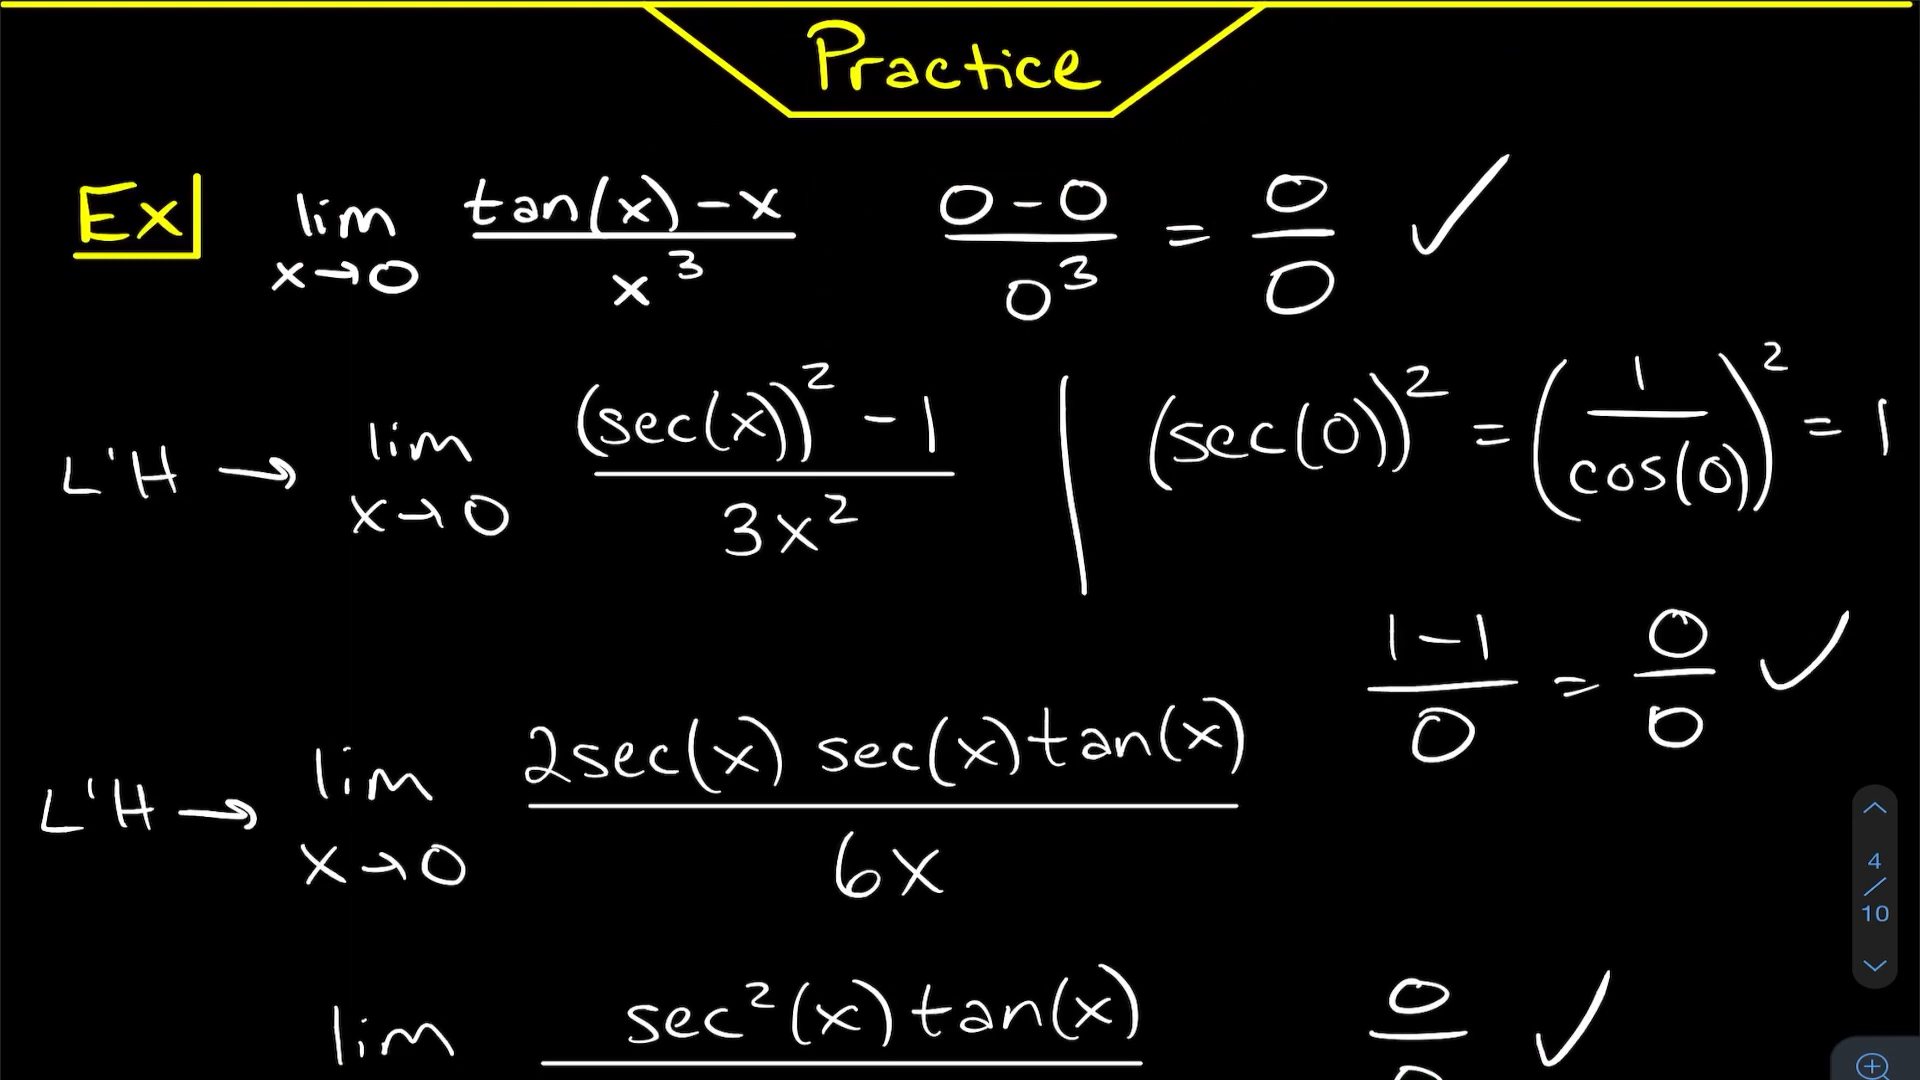 Practice
Ex lim x→0 (tan(x) - x)/(x³) (0 - 0)/(0³) = 0/0 ✓
L'H → lim x→0 ((sec(x))² - 1)/(3x²) | (sec(0))² = (1/cos(0))² = 1
(1 - 1)/0 = 0/0 ✓
L'H → lim x→0 (2sec(x) sec(x)tan(x))/(6x)
lim sec²(x) tan(x) 0/0 ✓
4/10